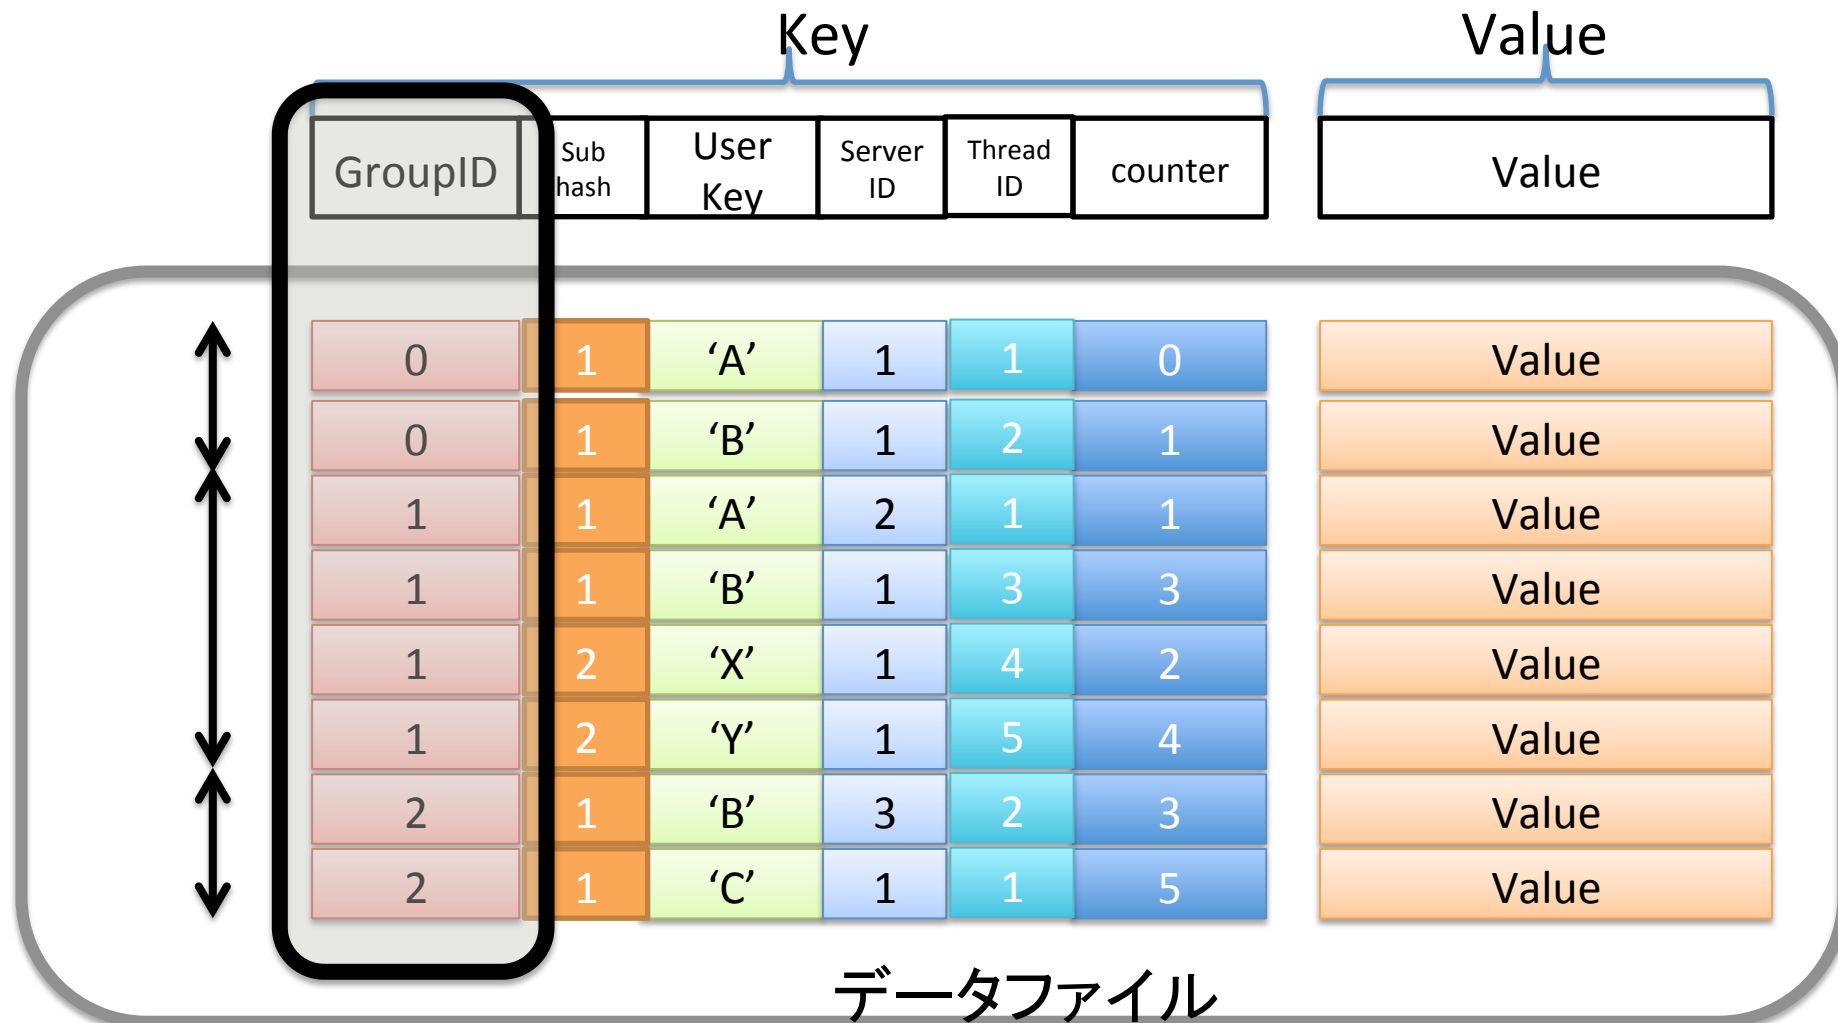 Key Value
GroupID Sub hash User Key Server ID Thread ID counter Value
0 1 ‘A’ 1 1 0 Value
0 1 ‘B’ 1 2 1 Value
1 1 ‘A’ 2 1 1 Value
1 1 ‘B’ 1 3 3 Value
1 2 ‘X’ 1 4 2 Value
1 2 ‘Y’ 1 5 4 Value
2 1 ‘B’ 3 2 3 Value
2 1 ‘C’ 1 1 5 Value
データファイル